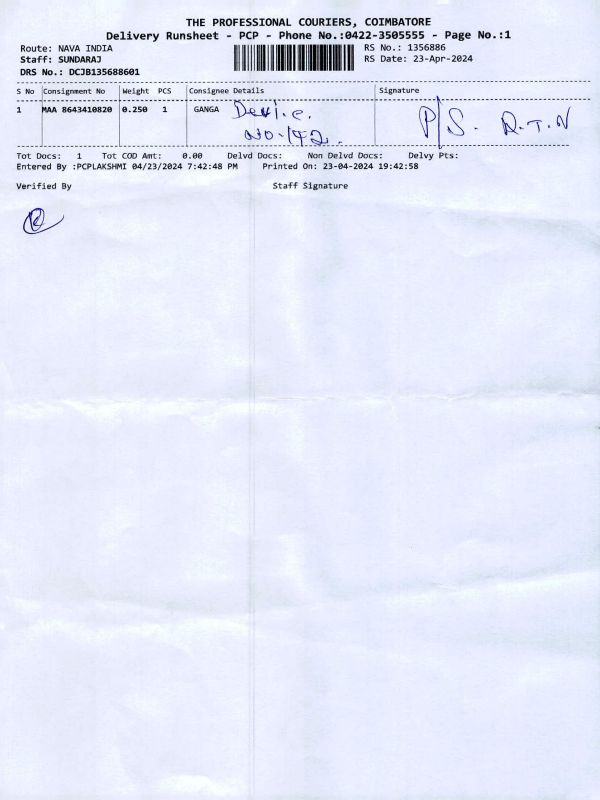 THE PROFESSIONAL COURIERS, COIMBATORE
Delivery Runsheet - PCP - Phone No.:0422-3505555 - Page No.:1
Route: NAVA INDIA
RS No.: 1356886
Staff: SUNDARAJ
RS Date: 23-Apr-2024
DRS No.: DCJB135688601
S No Consignment No Weight PCS Consignee Details Signature
1 MAA 8643410820 0.250 1 GANGA P/S. R.T.N
NO-142.
Tot Docs: 1 Tot COD Amt: 0.00 Delvd Docs: Non Delvd Docs: Delvy Pts:
Entered By :PCPLAKSHMI 04/23/2024 7:42:48 PM Printed On: 23-04-2024 19:42:58
Verified By Staff Signature